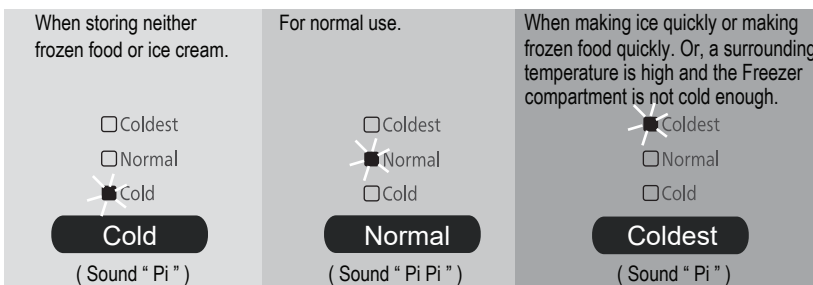 When storing neither
frozen food or ice cream.
Coldest
Normal
Cold
Cold
( Sound “ Pi ” )
For normal use.
Coldest
Normal
Cold
Normal
( Sound “ Pi Pi ” )
When making ice quickly or making
frozen food quickly. Or, a surrounding
temperature is high and the Freezer
compartment is not cold enough.
Coldest
Normal
Cold
Coldest
( Sound “ Pi ” )